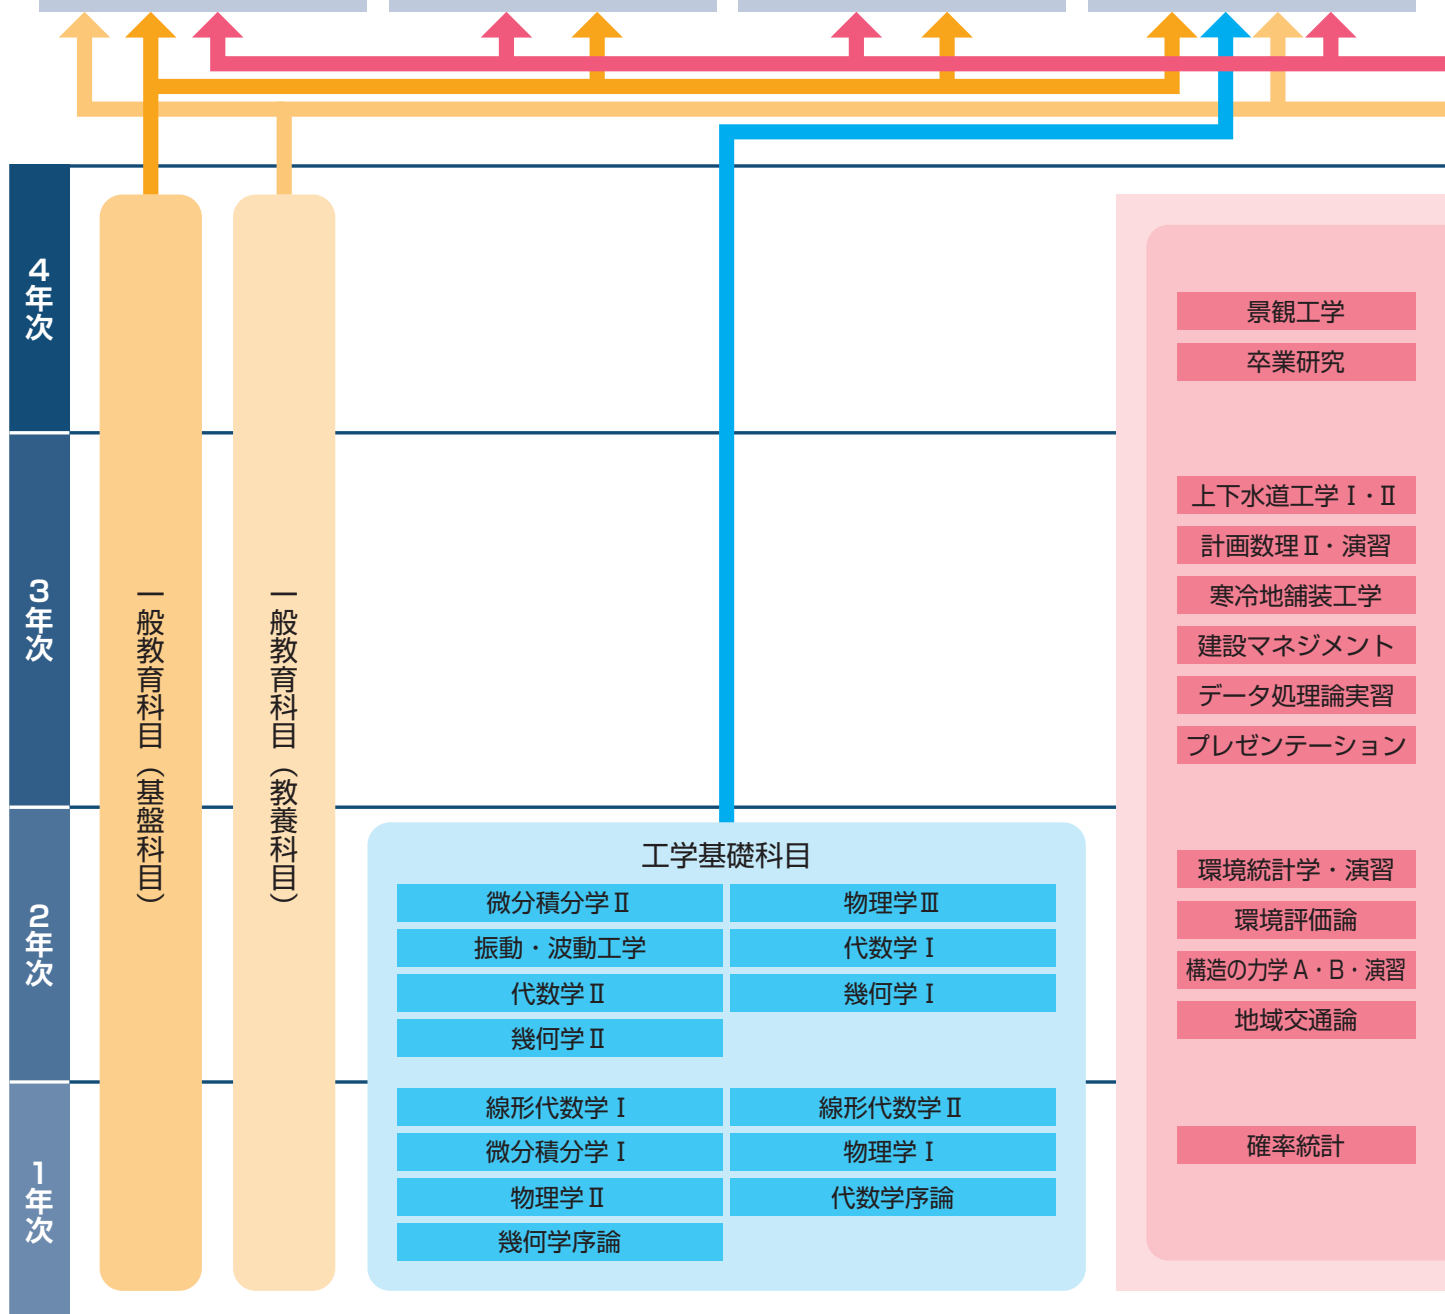 4年次
3年次
2年次
1年次
一般教育科目（基盤科目）
一般教育科目（教養科目）
工学基礎科目
微分積分学Ⅱ
物理学Ⅲ
振動・波動工学
代数学Ⅰ
代数学Ⅱ
幾何学Ⅰ
幾何学Ⅱ
線形代数学Ⅰ
線形代数学Ⅱ
微分積分学Ⅰ
物理学Ⅰ
物理学Ⅱ
代数学序論
幾何学序論
景観工学
卒業研究
上下水道工学Ⅰ・Ⅱ
計画数理Ⅱ・演習
寒冷地舗装工学
建設マネジメント
データ処理論実習
プレゼンテーション
環境統計学・演習
環境評価論
構造の力学A・B・演習
地域交通論
確率統計